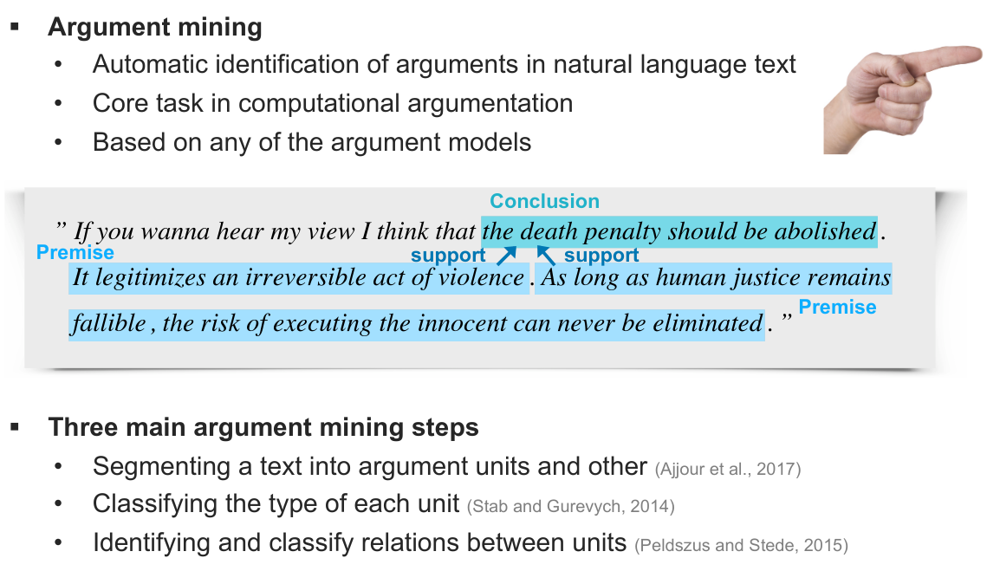 ▪ Argument mining
• Automatic identification of arguments in natural language text
• Core task in computational argumentation
• Based on any of the argument models
Conclusion
” If you wanna hear my view I think that the death penalty should be abolished .
Premise
support support
It legitimizes an irreversible act of violence . As long as human justice remains
Premise
fallible , the risk of executing the innocent can never be eliminated . ”
▪ Three main argument mining steps
• Segmenting a text into argument units and other (Ajjour et al., 2017)
• Classifying the type of each unit (Stab and Gurevych, 2014)
• Identifying and classify relations between units (Peldszus and Stede, 2015)